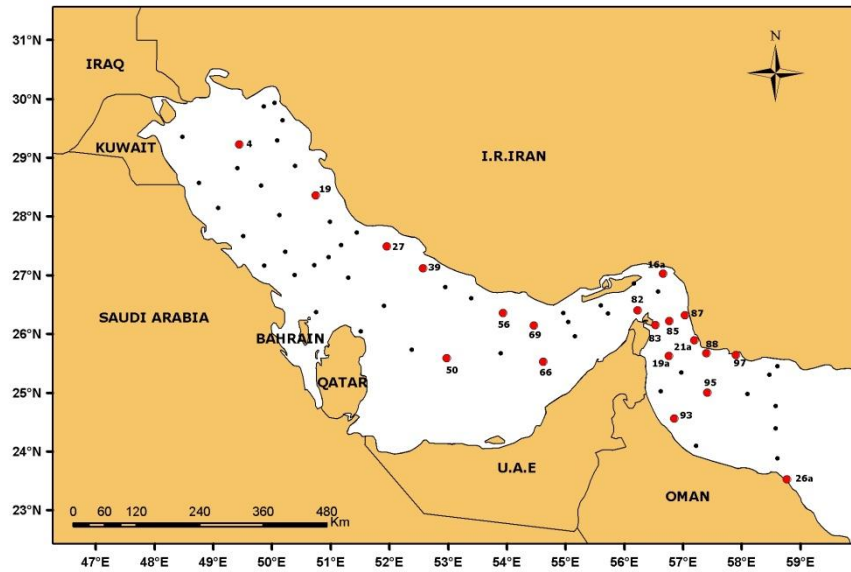 31°N
30°N
29°N
28°N
27°N
26°N
25°N
24°N
23°N
N
IRAQ
KUWAIT
4
I.R.IRAN
19
27
39
16a
SAUDI ARABIA
BAHRAIN
QATAR
56
69
50
66
82
83
85
87
21a
88
19a
97
95
93
U.A.E
OMAN
26a
0 60 120 240 360 480
Km
47°E 48°E 49°E 50°E 51°E 52°E 53°E 54°E 55°E 56°E 57°E 58°E 59°E